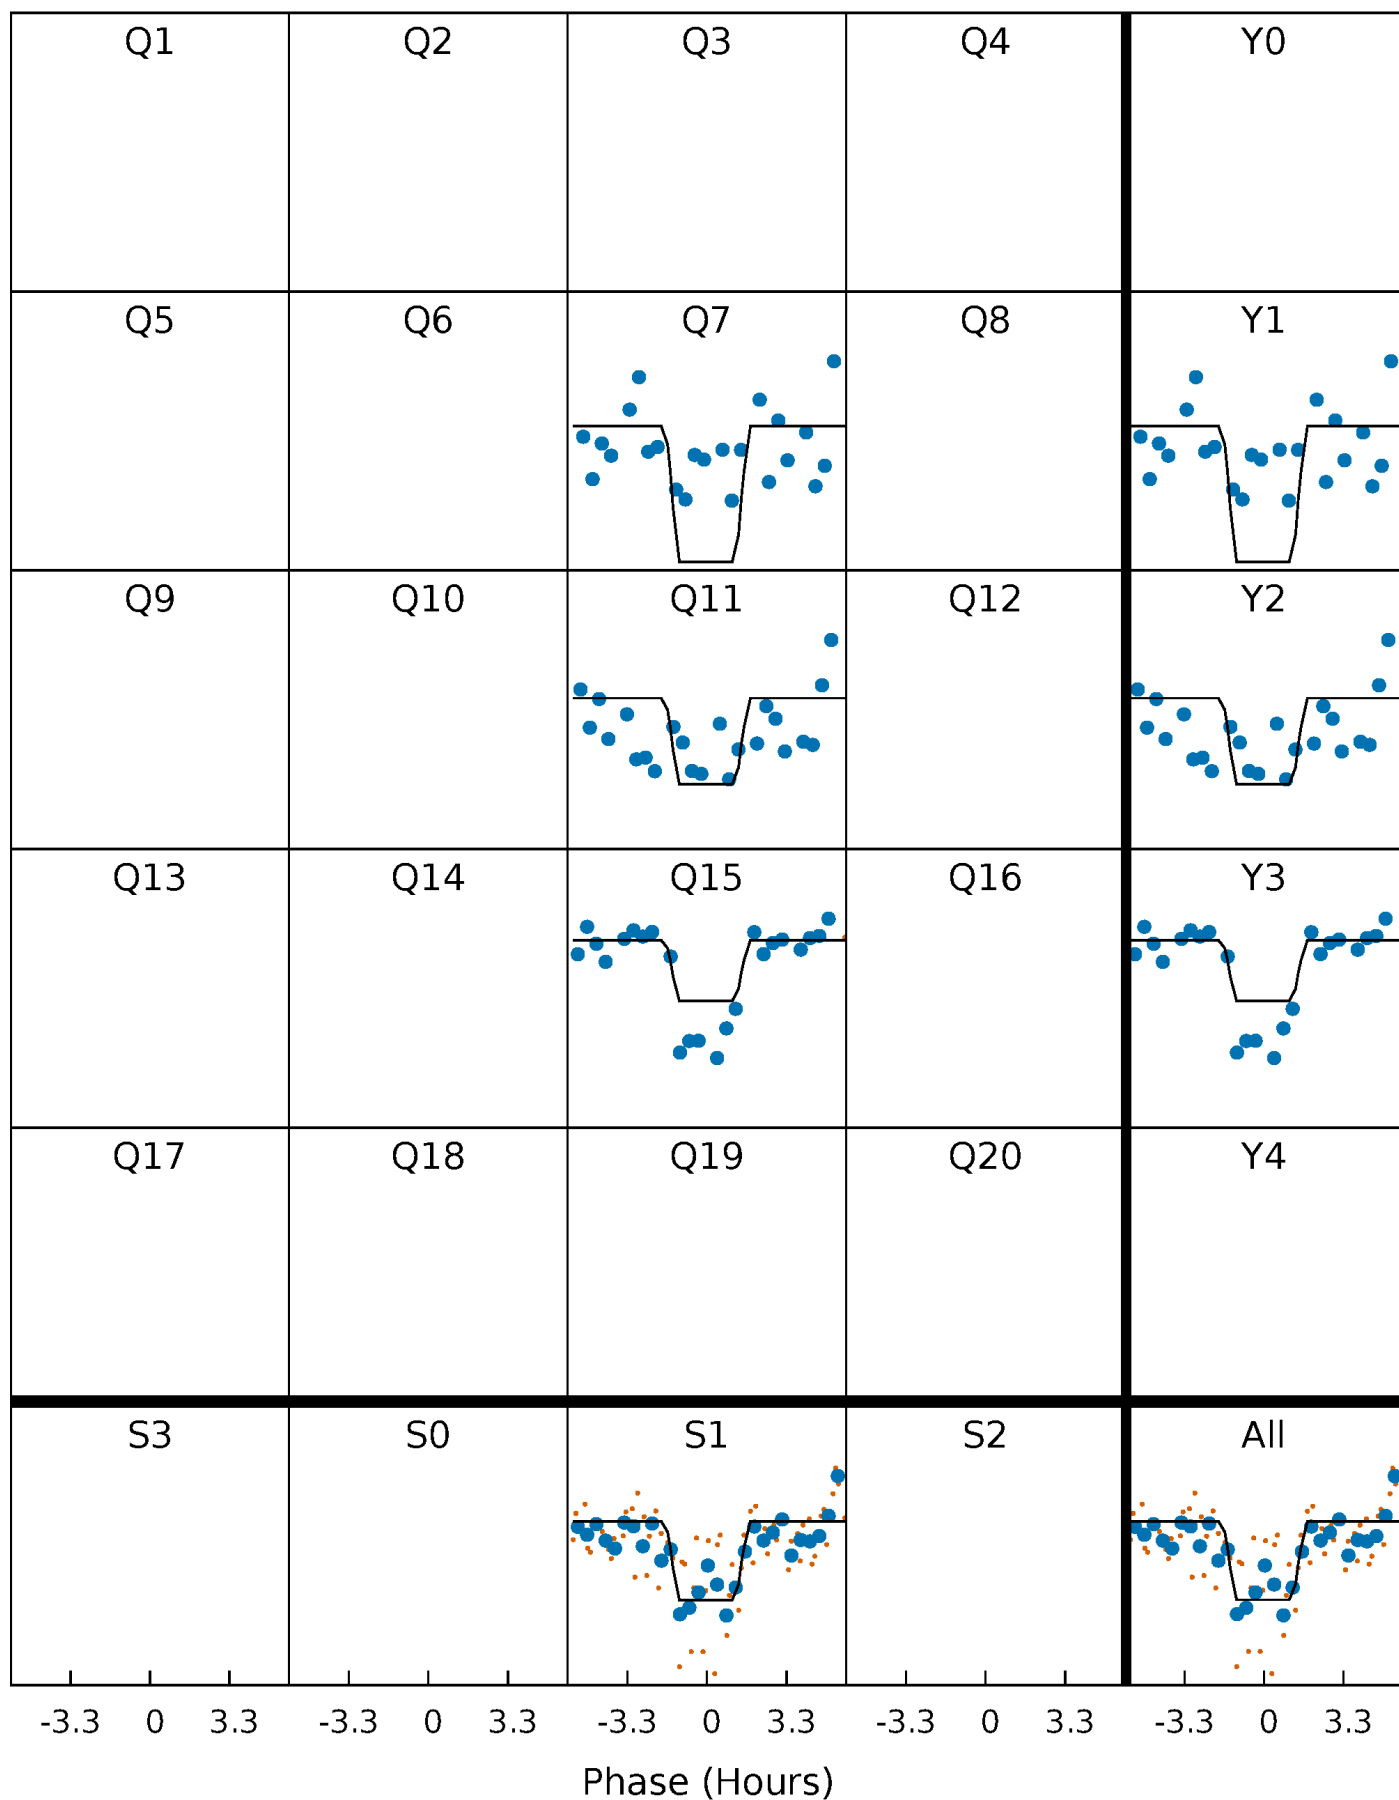 Q1 Q2 Q3 Q4 Y0
Q5 Q6 Q7 Q8 Y1
Q9 Q10 Q11 Q12 Y2
Q13 Q14 Q15 Q16 Y3
Q17 Q18 Q19 Q20 Y4
S3 S0 S1 S2 All
-3.3 0 3.3 -3.3 0 3.3 -3.3 0 3.3 -3.3 0 3.3 -3.3 0 3.3
Phase (Hours)